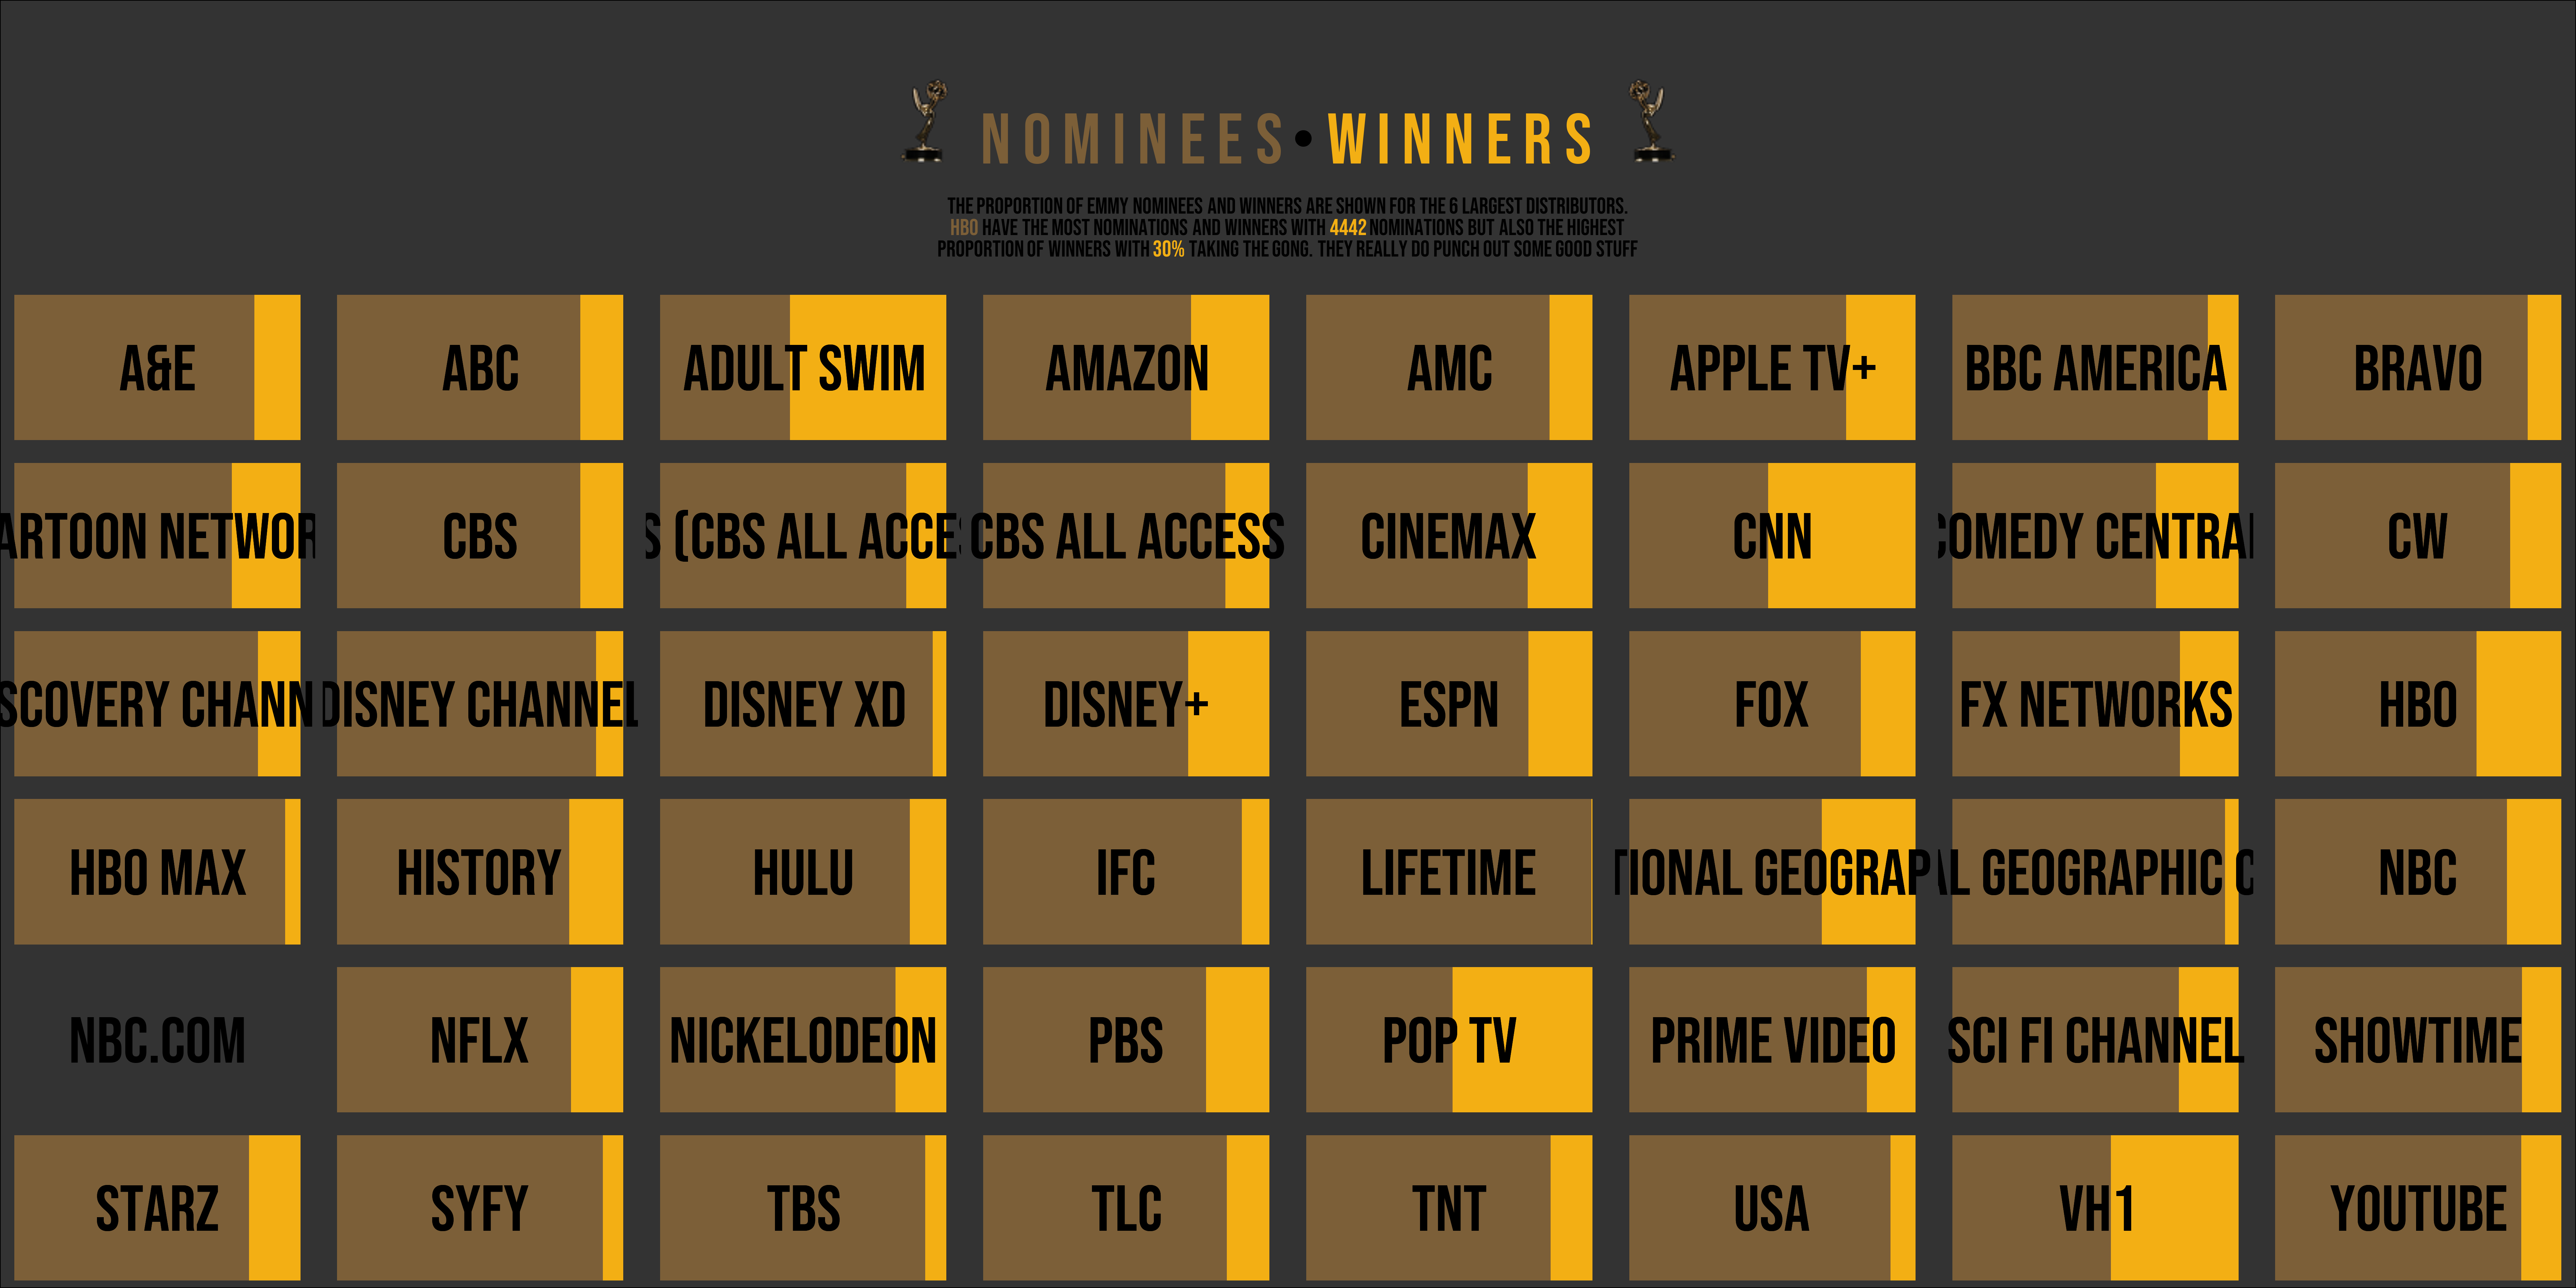 NOMINEES•WINNERS
THE PROPORTION OF EMMY NOMINEES AND WINNERS ARE SHOWN FOR THE 6 LARGEST DISTRIBUTORS.
HBO HAVE THE MOST NOMINATIONS AND WINNERS WITH 4442 NOMINATIONS BUT ALSO THE HIGHEST
PROPORTION OF WINNERS WITH 30% TAKING THE GONG. THEY REALLY DO PUNCH OUT SOME GOOD STUFF
A&E
ABC
ADULT SWIM
AMAZON
AMC
APPLE TV+
BBC AMERICA
BRAVO
ARTOON NETWOR
CBS
S (CBS ALL ACCES
CBS ALL ACCESS
CINEMAX
CNN
COMEDY CENTRAL
CW
SCOVERY CHANN
DISNEY CHANNEL
DISNEY XD
DISNEY+
ESPN
FOX
FX NETWORKS
HBO
HBO MAX
HISTORY
HULU
IFC
LIFETIME
TIONAL GEOGRAP
AL GEOGRAPHIC C
NBC
NBC.COM
NFLX
NICKELODEON
PBS
POP TV
PRIME VIDEO
SCI FI CHANNEL
SHOWTIME
STARZ
SYFY
TBS
TLC
TNT
USA
VH1
YOUTUBE